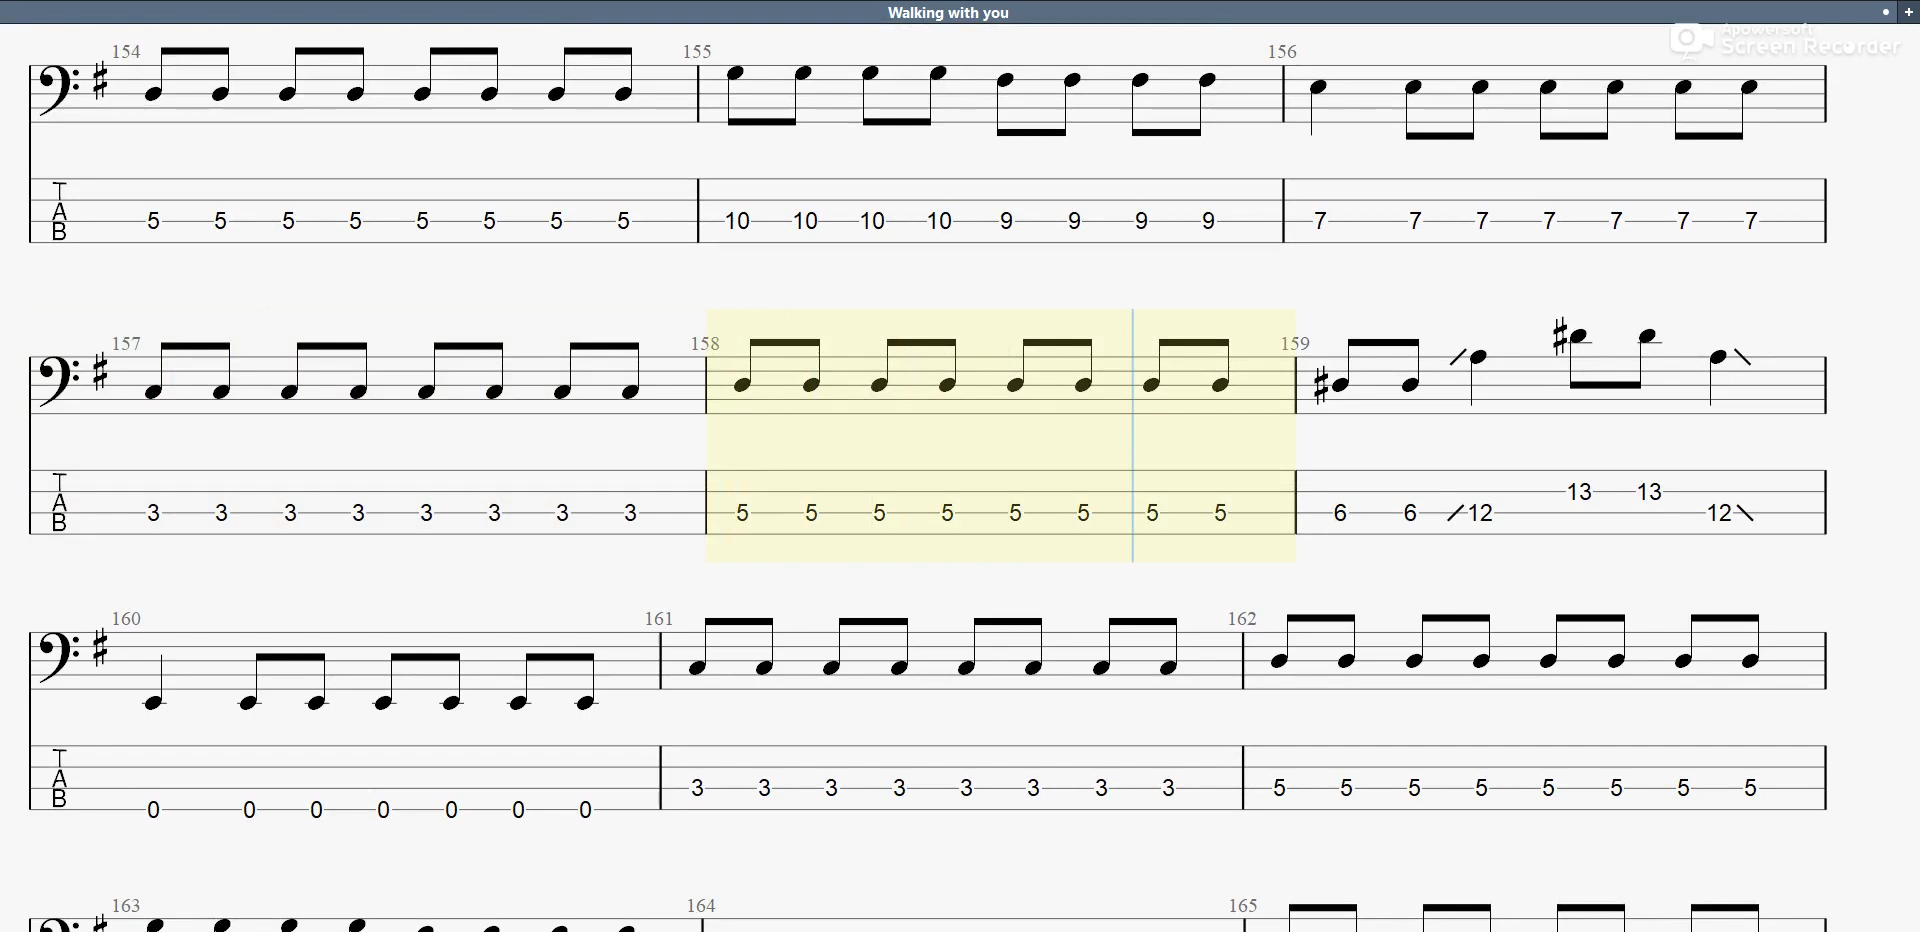 Walking with you
Apowersoft
Screen Recorder
154 155 156
T
A
B
5 5 5 5 5 5 5 5 10 10 10 10 9 9 9 9 7 7 7 7 7 7 7
157 158 159
T
A
B
13 13
3 3 3 3 3 3 3 3 5 5 5 5 5 5 5 5 6 6 12 12
160 161 162
T
A
B
3 3 3 3 3 3 3 3 5 5 5 5 5 5 5 5
0 0 0 0 0 0 0
163 164 165